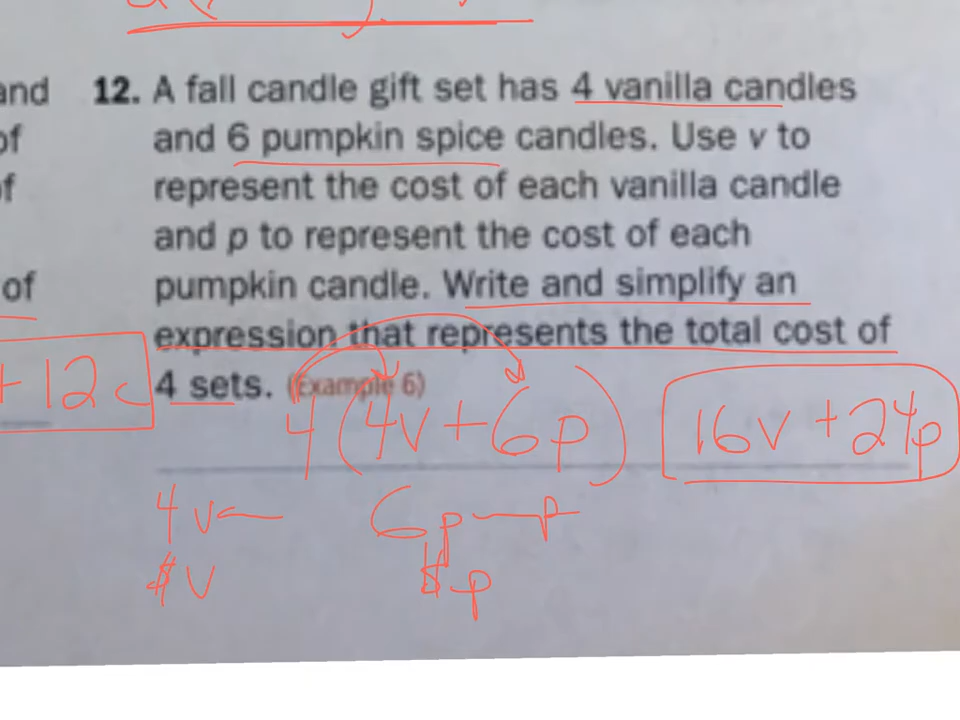 and
of
f
of
+ 12c
12. A fall candle gift set has 4 vanilla candles
and 6 pumpkin spice candles. Use v to
represent the cost of each vanilla candle
and p to represent the cost of each
pumpkin candle. Write and simplify an
expression that represents the total cost of
4 sets. (Example 6)
4(4v+6p) 16v+24p
4 v 6p p
$ v $ p